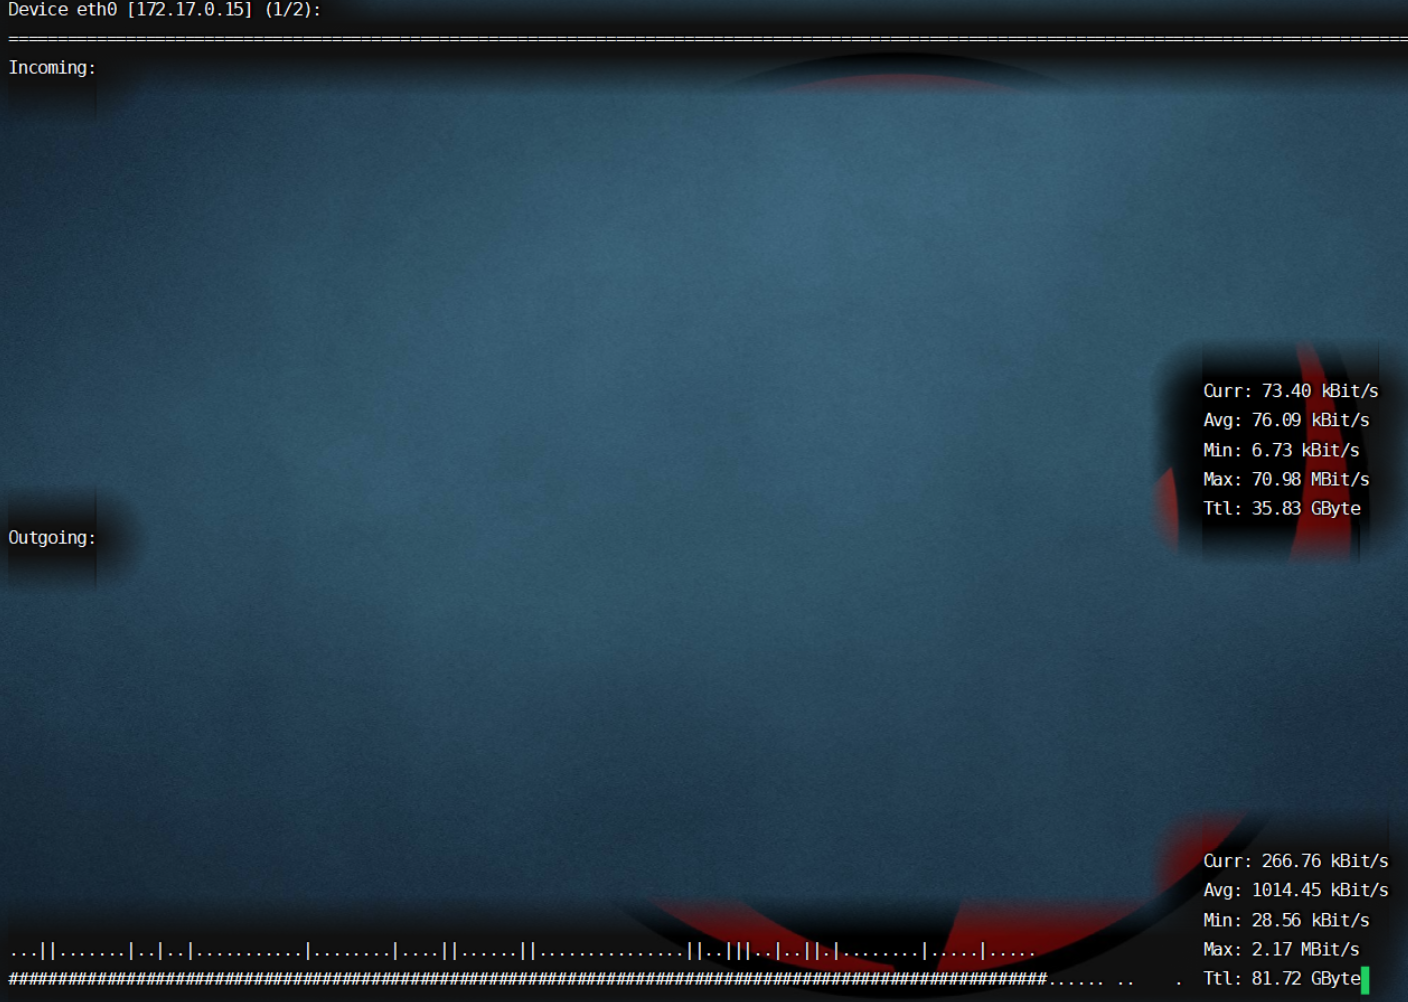 Device eth0 [172.17.0.15] (1/2):
================================================================================================================================================
Incoming:
Curr: 73.40 kBit/s
Avg: 76.09 kBit/s
Min: 6.73 kBit/s
Max: 70.98 MBit/s
Ttl: 35.83 GByte
Outgoing:
Curr: 266.76 kBit/s
Avg: 1014.45 kBit/s
Min: 28.56 kBit/s
...||.......|..|..|...........|........|....||......||...............||..|||..|..||.|........|.....|..... Max: 2.17 MBit/s
##########################################################################################################...... ..    . Ttl: 81.72 GByte